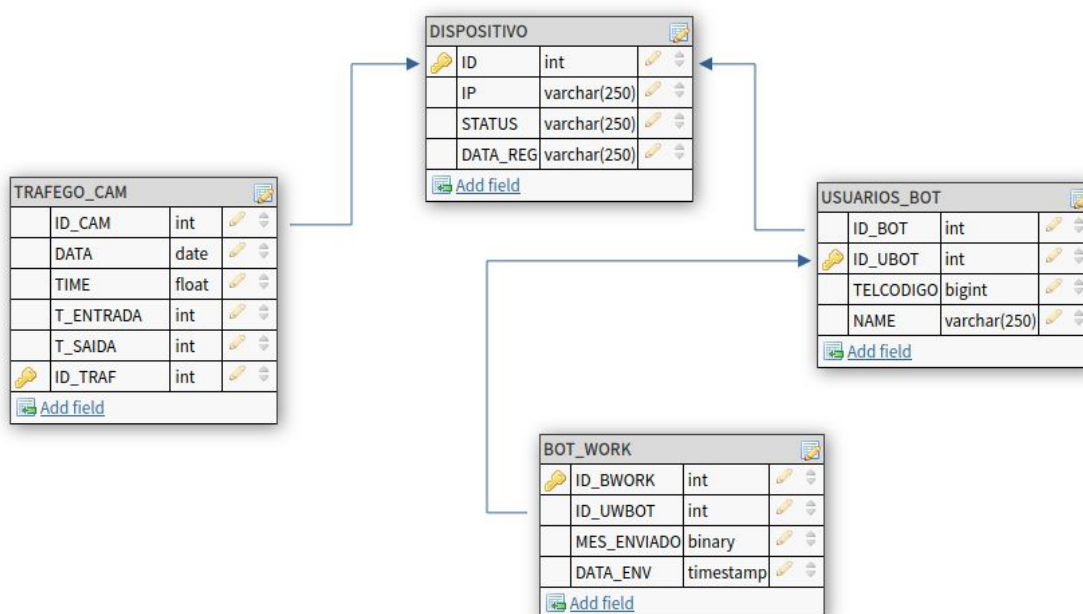 DISPOSITIVO
ID int
IP varchar(250)
STATUS varchar(250)
DATA_REG varchar(250)
Add field
TRAFEGO_CAM
ID_CAM int
DATA date
TIME float
T_ENTRADA int
T_SAIDA int
ID_TRAF int
Add field
USUARIOS_BOT
ID_BOT int
ID_UBOT int
TELCODIGO bigint
NAME varchar(250)
Add field
BOT_WORK
ID_BWORK int
ID_UWBOT int
MES_ENVIADO binary
DATA_ENV timestamp
Add field